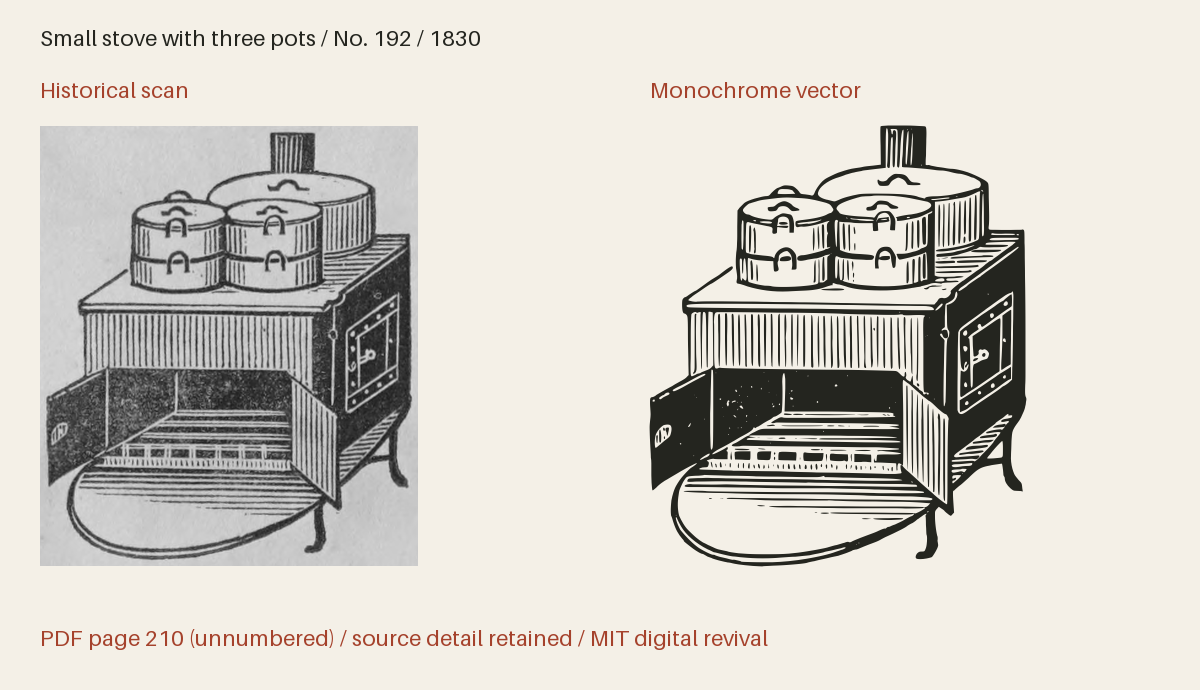 Small stove with three pots / No. 192 / 1830
Historical scan
Monochrome vector
PDF page 210 (unnumbered) / source detail retained / MIT digital revival